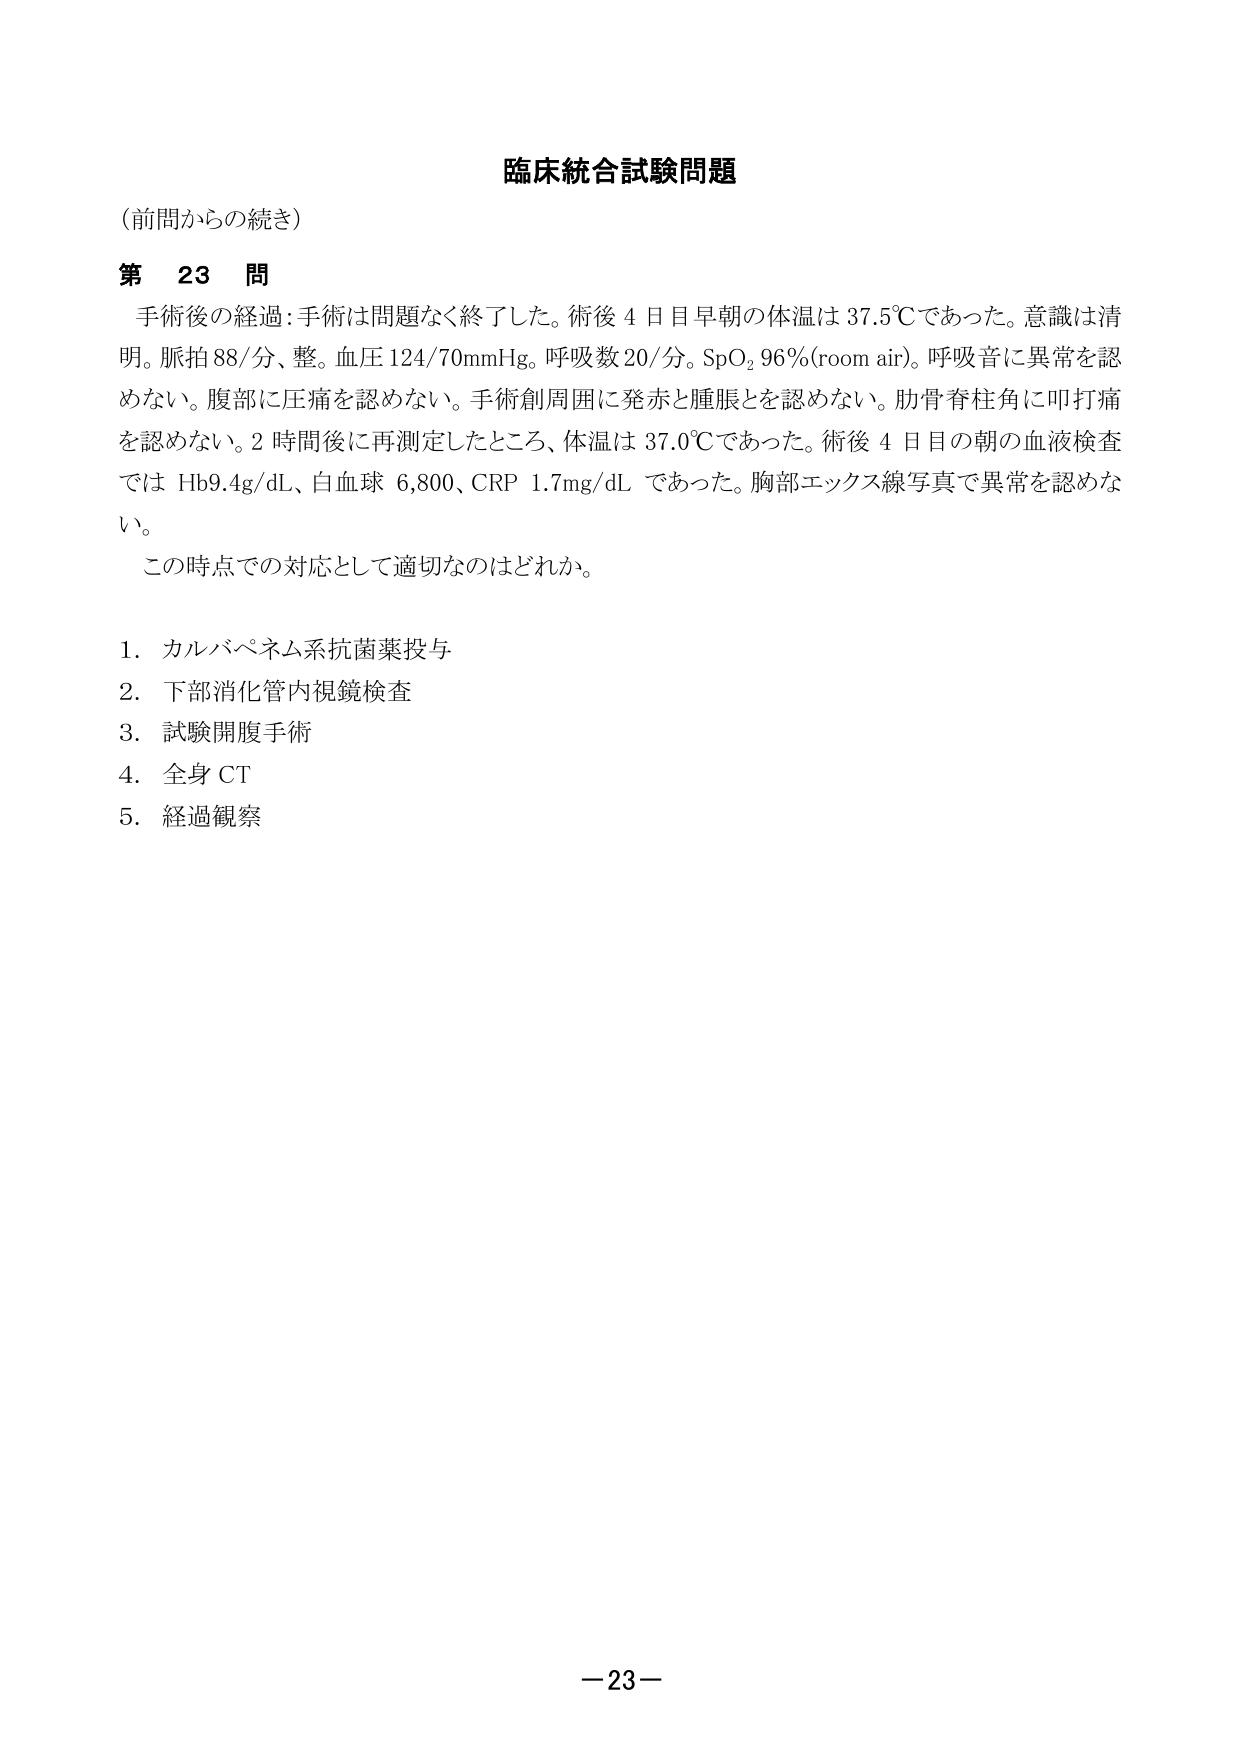 臨床統合試験問題
（前問からの続き）
第　23　問
手術後の経過：手術は問題なく終了した。術後 4 日目早朝の体温は 37.5℃であった。意識は清
明。脈拍 88/分、整。血圧 124/70mmHg。呼吸数 20/分。SpO₂ 96%(room air)。呼吸音に異常を認
めない。腹部に圧痛を認めない。手術創周囲に発赤と腫脹とを認めない。肋骨脊柱角に叩打痛
を認めない。2 時間後に再測定したところ、体温は 37.0℃であった。術後 4 日目の朝の血液検査
では Hb9.4g/dL、白血球 6,800、CRP 1.7mg/dL であった。胸部エックス線写真で異常を認めな
い。
この時点での対応として適切なのはどれか。
1. カルバペネム系抗菌薬投与
2. 下部消化管内視鏡検査
3. 試験開腹手術
4. 全身 CT
5. 経過観察
－23－